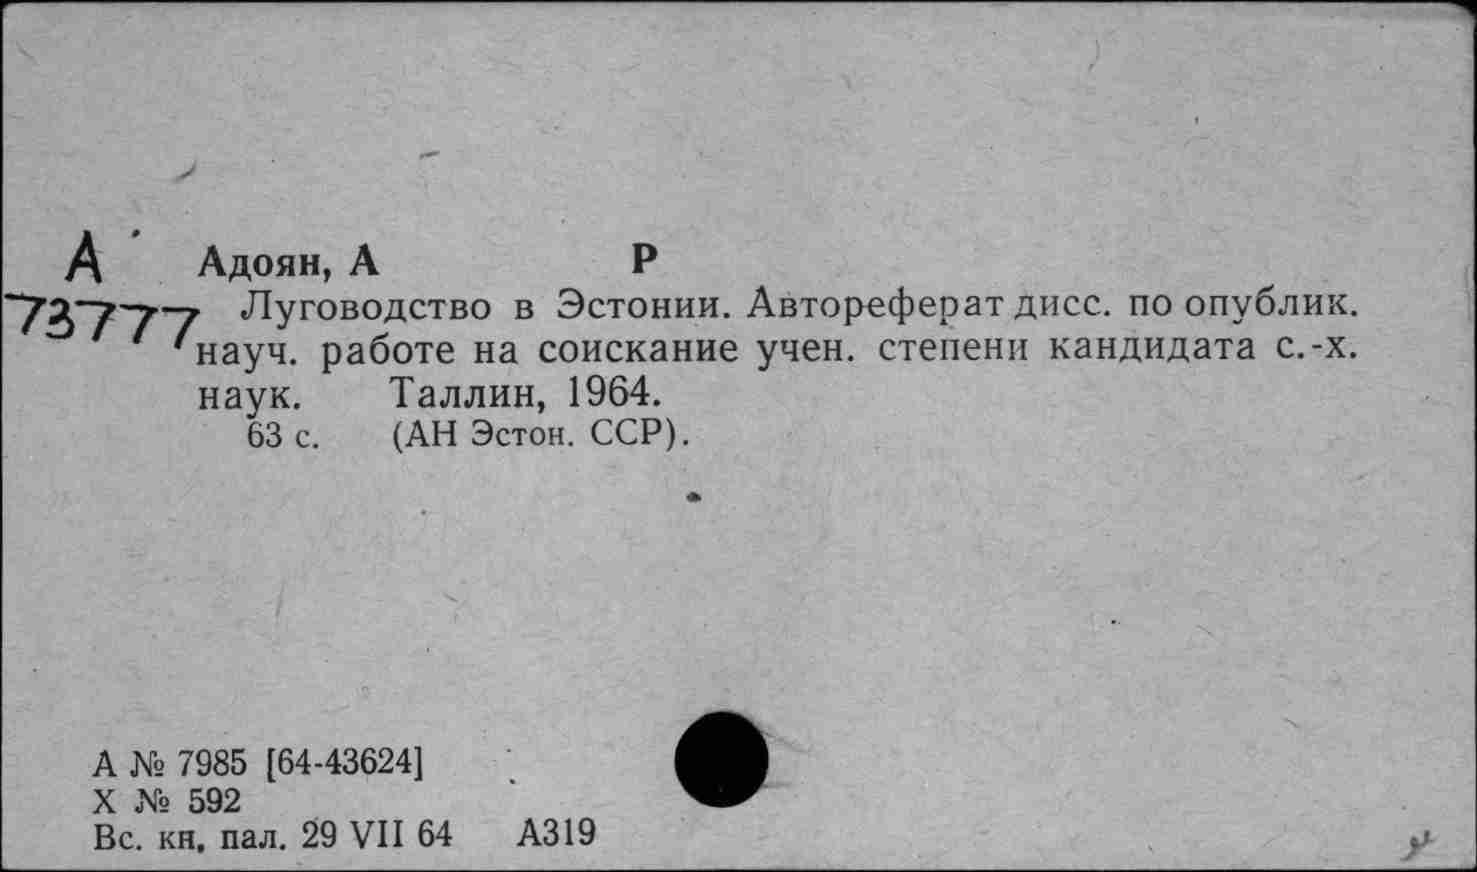 А Адоян, А Р
73777 Луговодство в Эстонии. Автореферат дисс. по опублик.
науч. работе на соискание учен. степени кандидата с.-х.
наук. Таллин, 1964.
63 с. (АН Эстон. ССР).
А № 7985 [64-43624]
Х № 592
Вс. кн. пал. 29 VII 64 А319